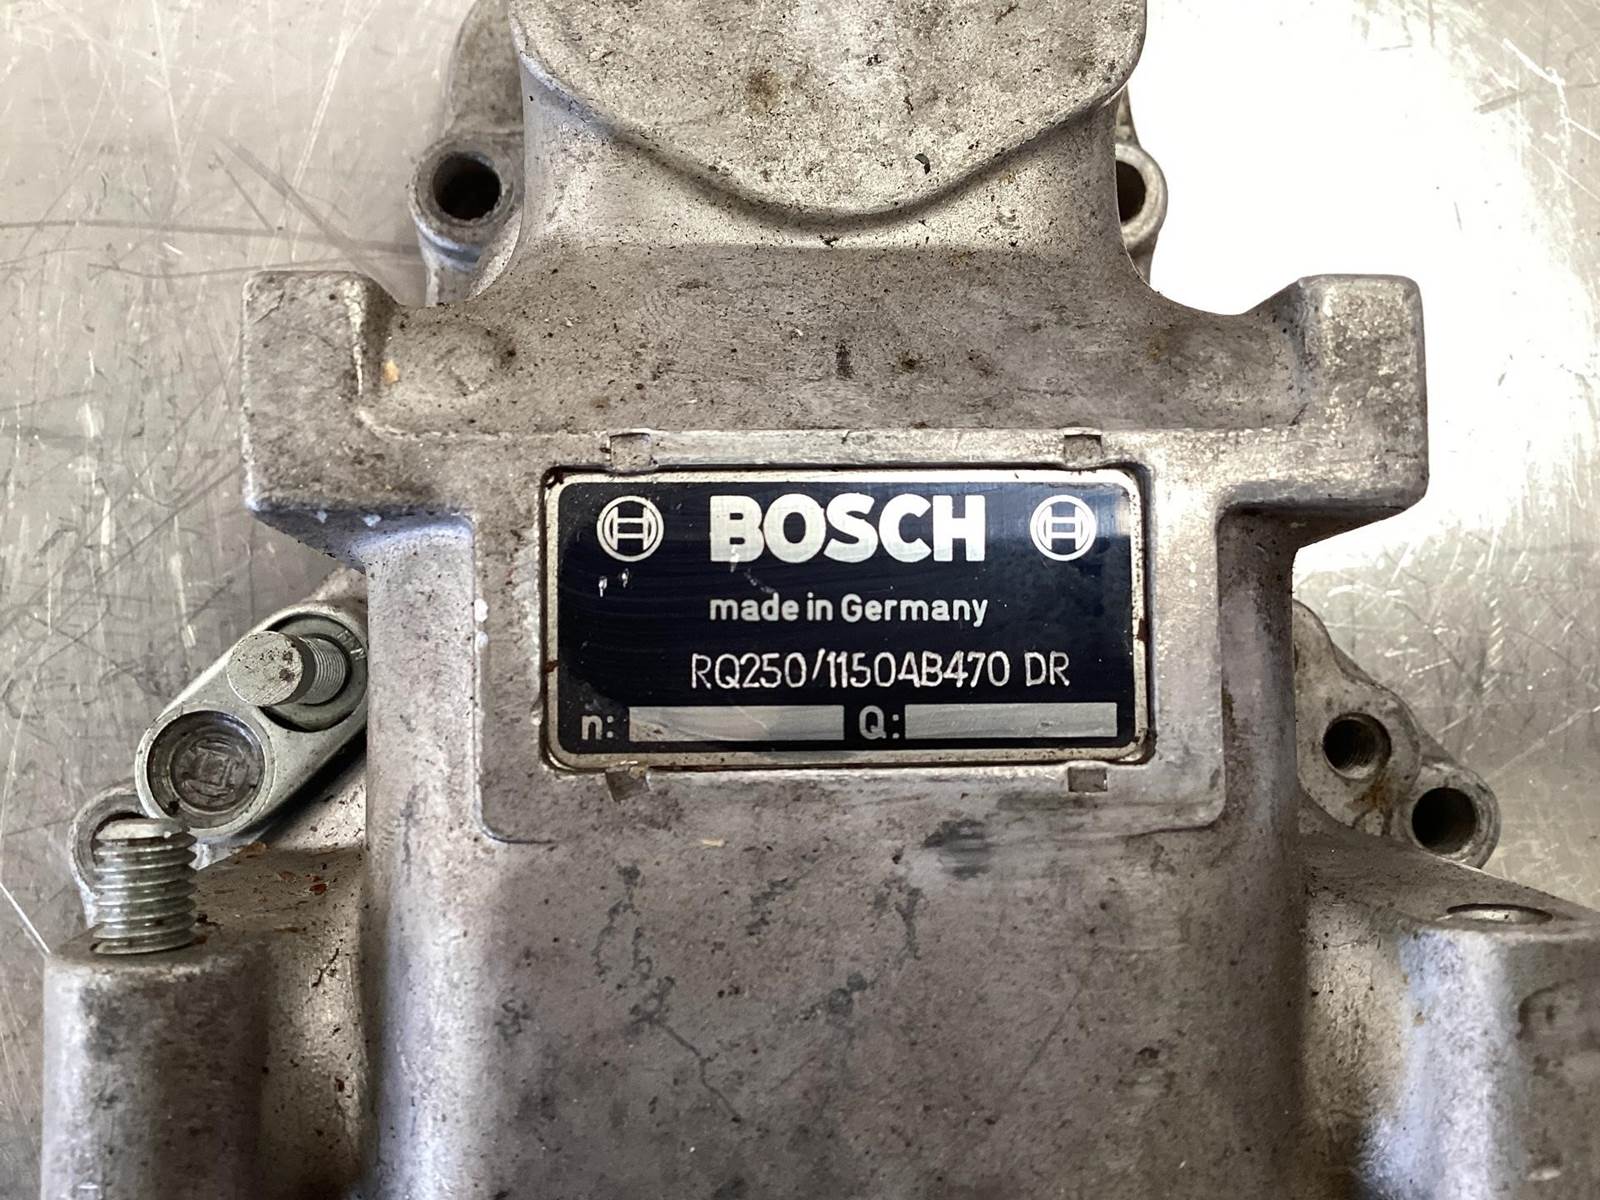 BOSCH
made in Germany
RQ250/1150AB470 DR
n: Q: